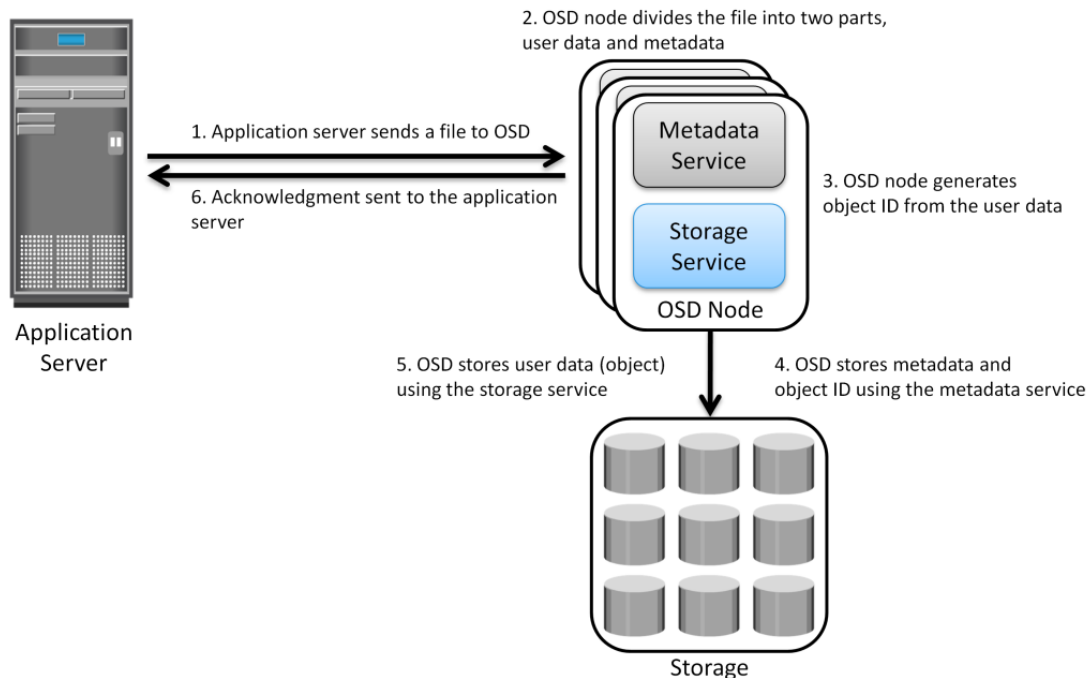 2. OSD node divides the file into two parts,
user data and metadata
1. Application server sends a file to OSD
6. Acknowledgment sent to the application
server
Metadata
Service
Storage
Service
OSD Node
3. OSD node generates
object ID from the user data
Application
Server
5. OSD stores user data (object)
using the storage service
4. OSD stores metadata and
object ID using the metadata service
Storage